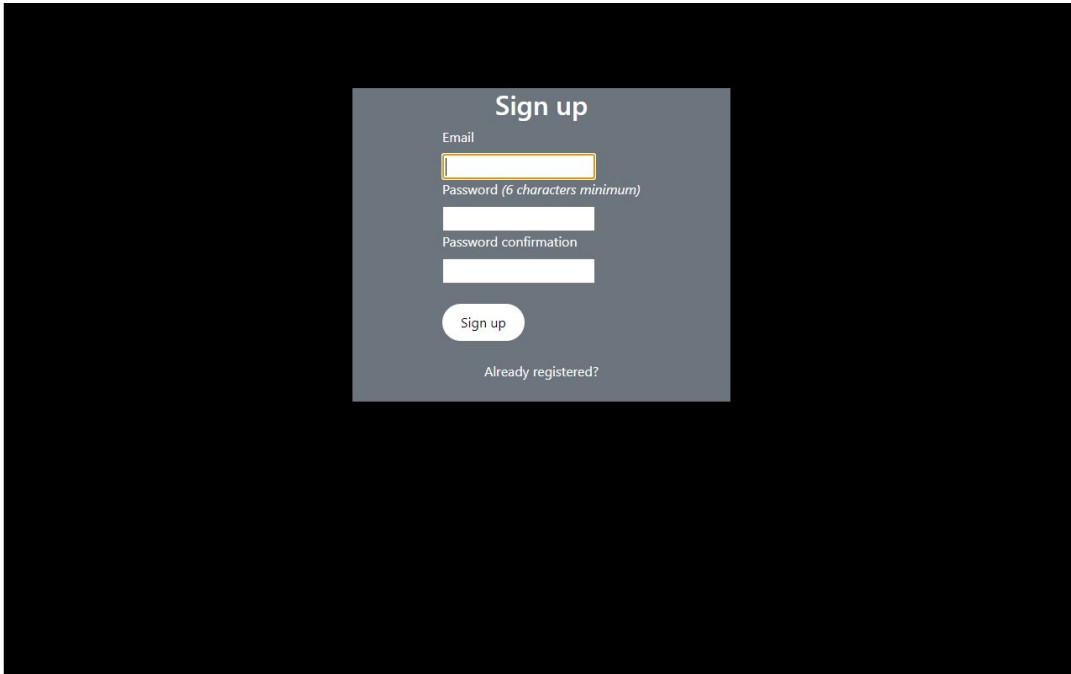 Sign up
Email
Password (6 characters minimum)
Password confirmation
Sign up
Already registered?